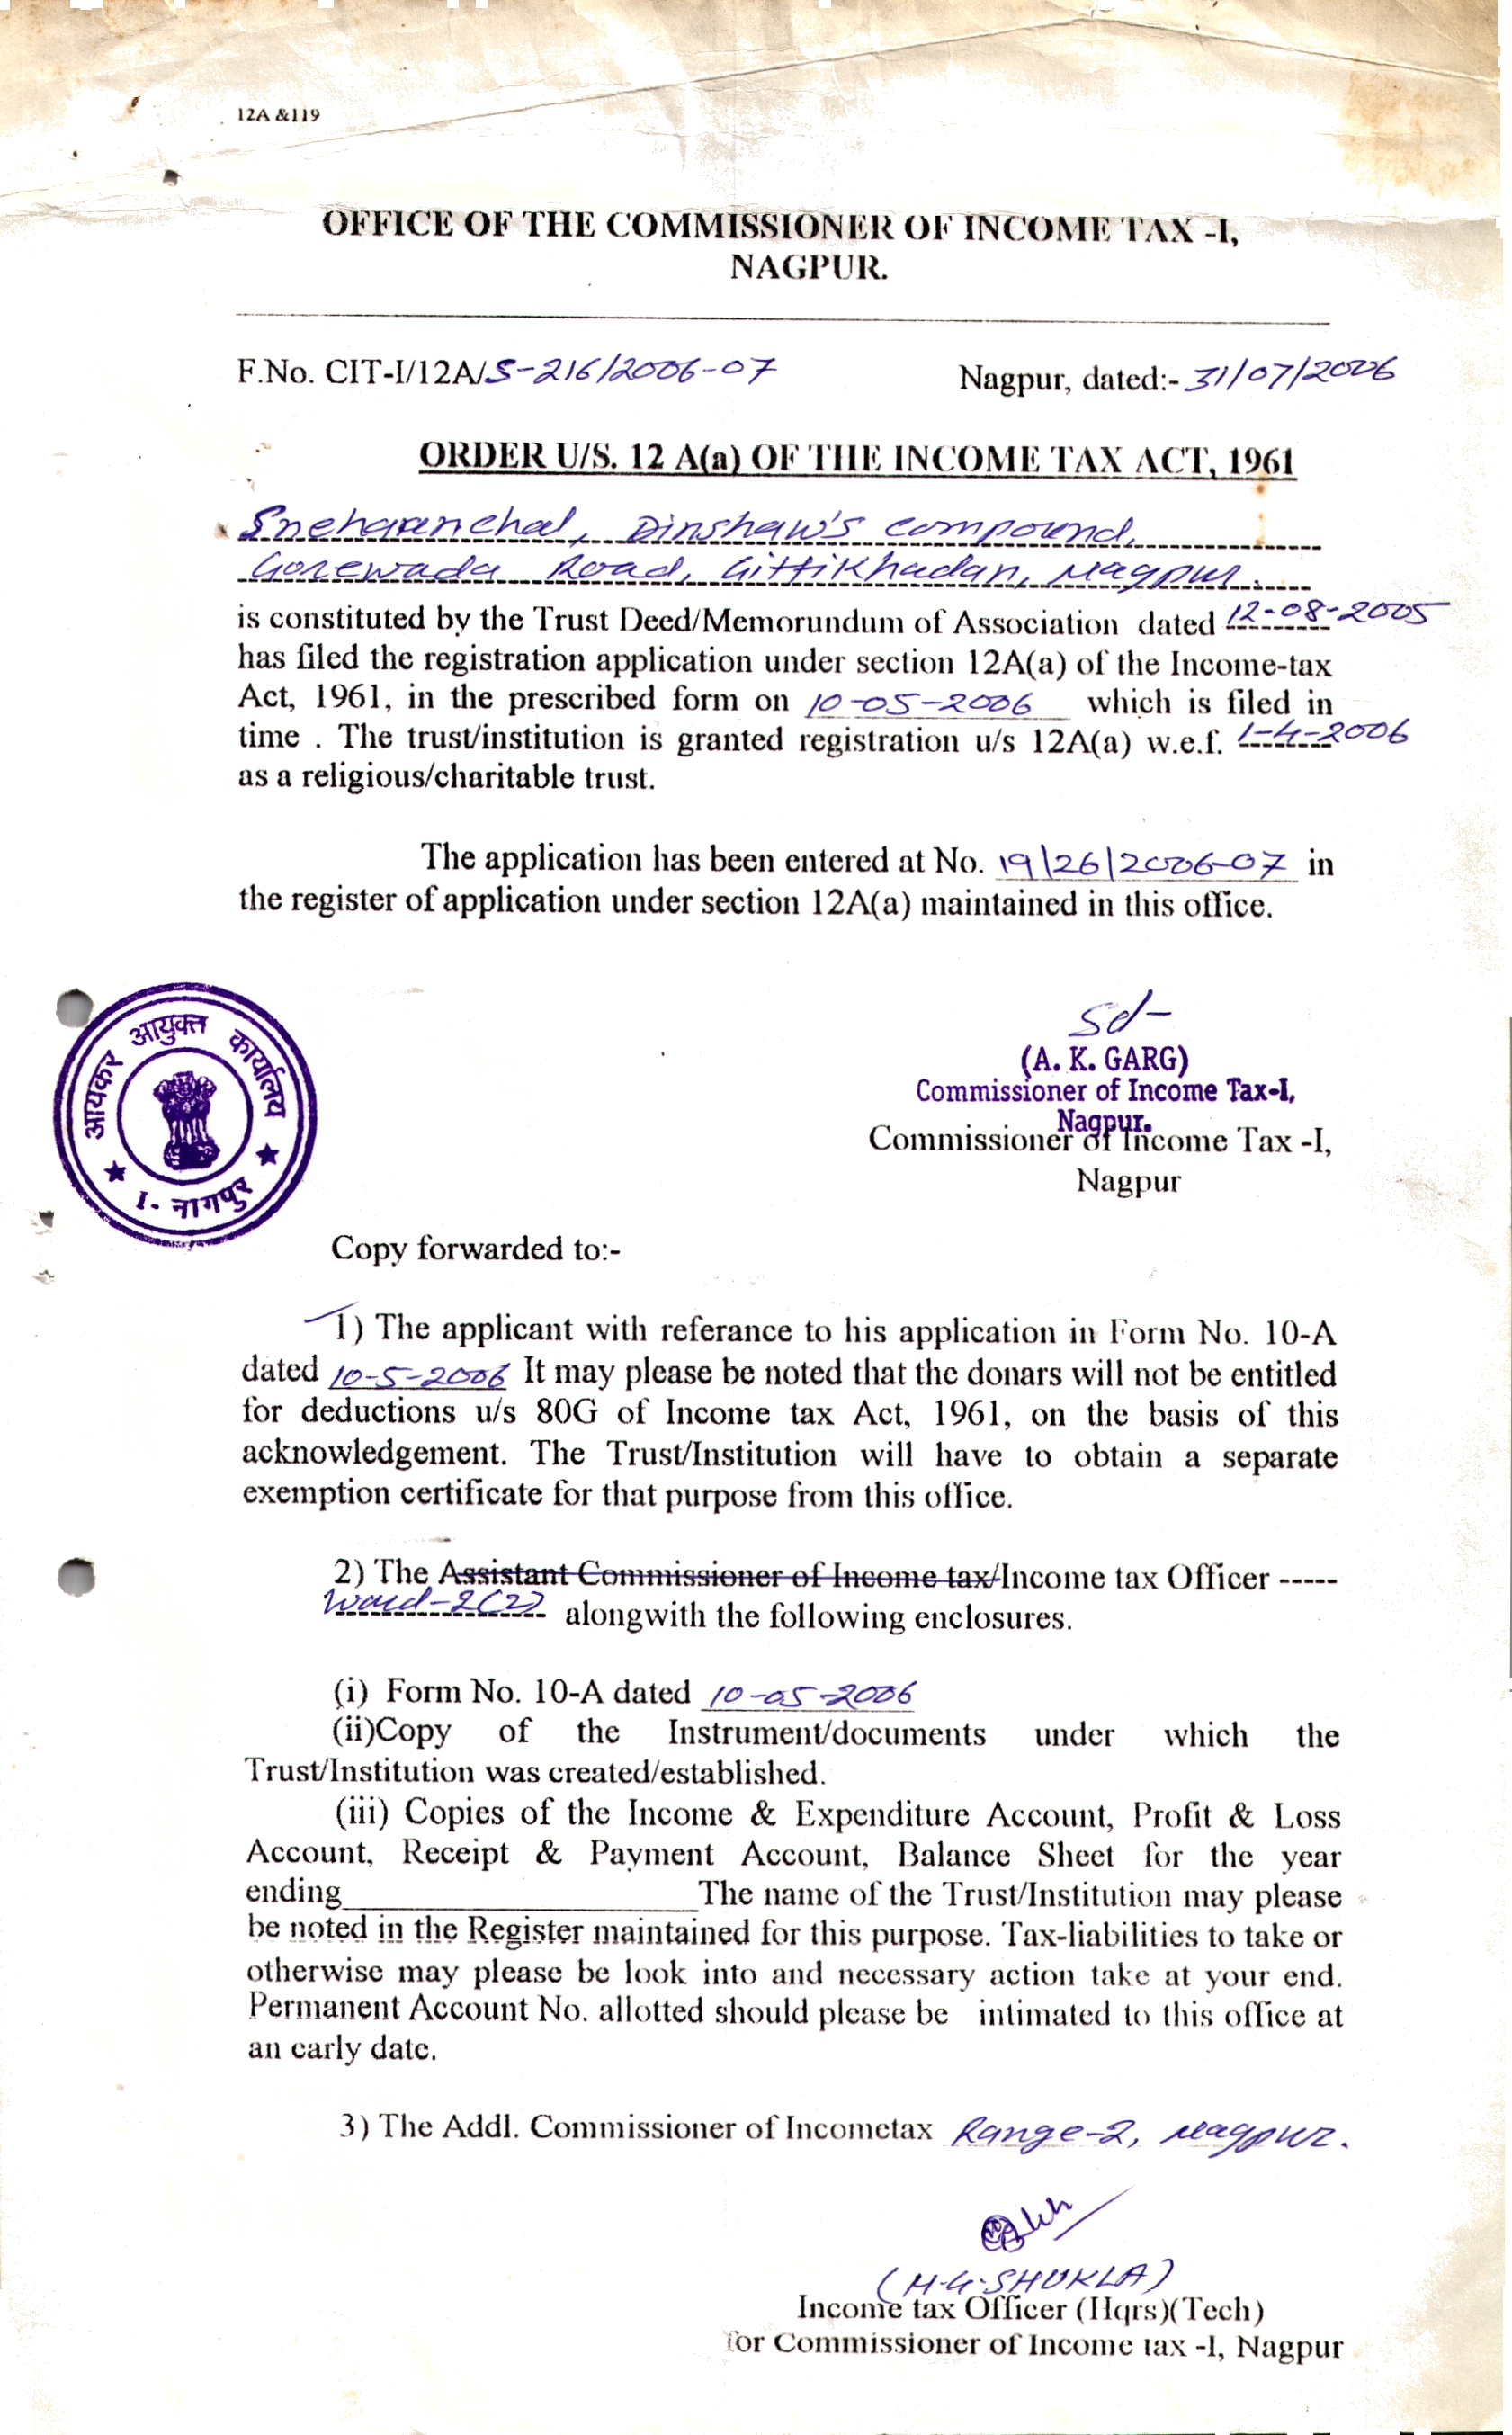 12A &119
OFFICE OF THE COMMISSIONER OF INCOME TAX -I,
NAGPUR.
F.No. CIT-I/12A/S-216/2006-07 Nagpur, dated:- 31/07/2006
ORDER U/S. 12 A(a) OF THE INCOME TAX ACT, 1961
Snehaanchal, Dinshaw's compound,
Gorewada Road, Gittikhadan, Nagpur.
is constituted by the Trust Deed/Memorundum of Association dated 12-08-2005
has filed the registration application under section 12A(a) of the Income-tax
Act, 1961, in the prescribed form on 10-05-2006 which is filed in
time . The trust/institution is granted registration u/s 12A(a) w.e.f. 1-4-2006
as a religious/charitable trust.
The application has been entered at No. 19|26|2006-07 in
the register of application under section 12A(a) maintained in this office.
आयकर आयुक्त कार्यालय
I- नागपुर
Sd-
(A. K. GARG)
Commissioner of Income Tax-I,
Nagpur.
Commissioner of Income Tax -I,
Nagpur
Copy forwarded to:-
1) The applicant with referance to his application in Form No. 10-A
dated 10-5-2006 It may please be noted that the donars will not be entitled
for deductions u/s 80G of Income tax Act, 1961, on the basis of this
acknowledgement. The Trust/Institution will have to obtain a separate
exemption certificate for that purpose from this office.
2) The Assistant Commissioner of Income tax/Income tax Officer -----
Ward-2(2) alongwith the following enclosures.
(i) Form No. 10-A dated 10-05-2006
(ii)Copy of the Instrument/documents under which the
Trust/Institution was created/established.
(iii) Copies of the Income & Expenditure Account, Profit & Loss
Account, Receipt & Payment Account, Balance Sheet for the year
ending The name of the Trust/Institution may please
be noted in the Register maintained for this purpose. Tax-liabilities to take or
otherwise may please be look into and necessary action take at your end.
Permanent Account No. allotted should please be intimated to this office at
an early date.
3) The Addl. Commissioner of Incometax Range-2, Nagpur.
(H.G.SHUKLA)
Income tax Officer (Hqrs)(Tech)
for Commissioner of Income tax -I, Nagpur